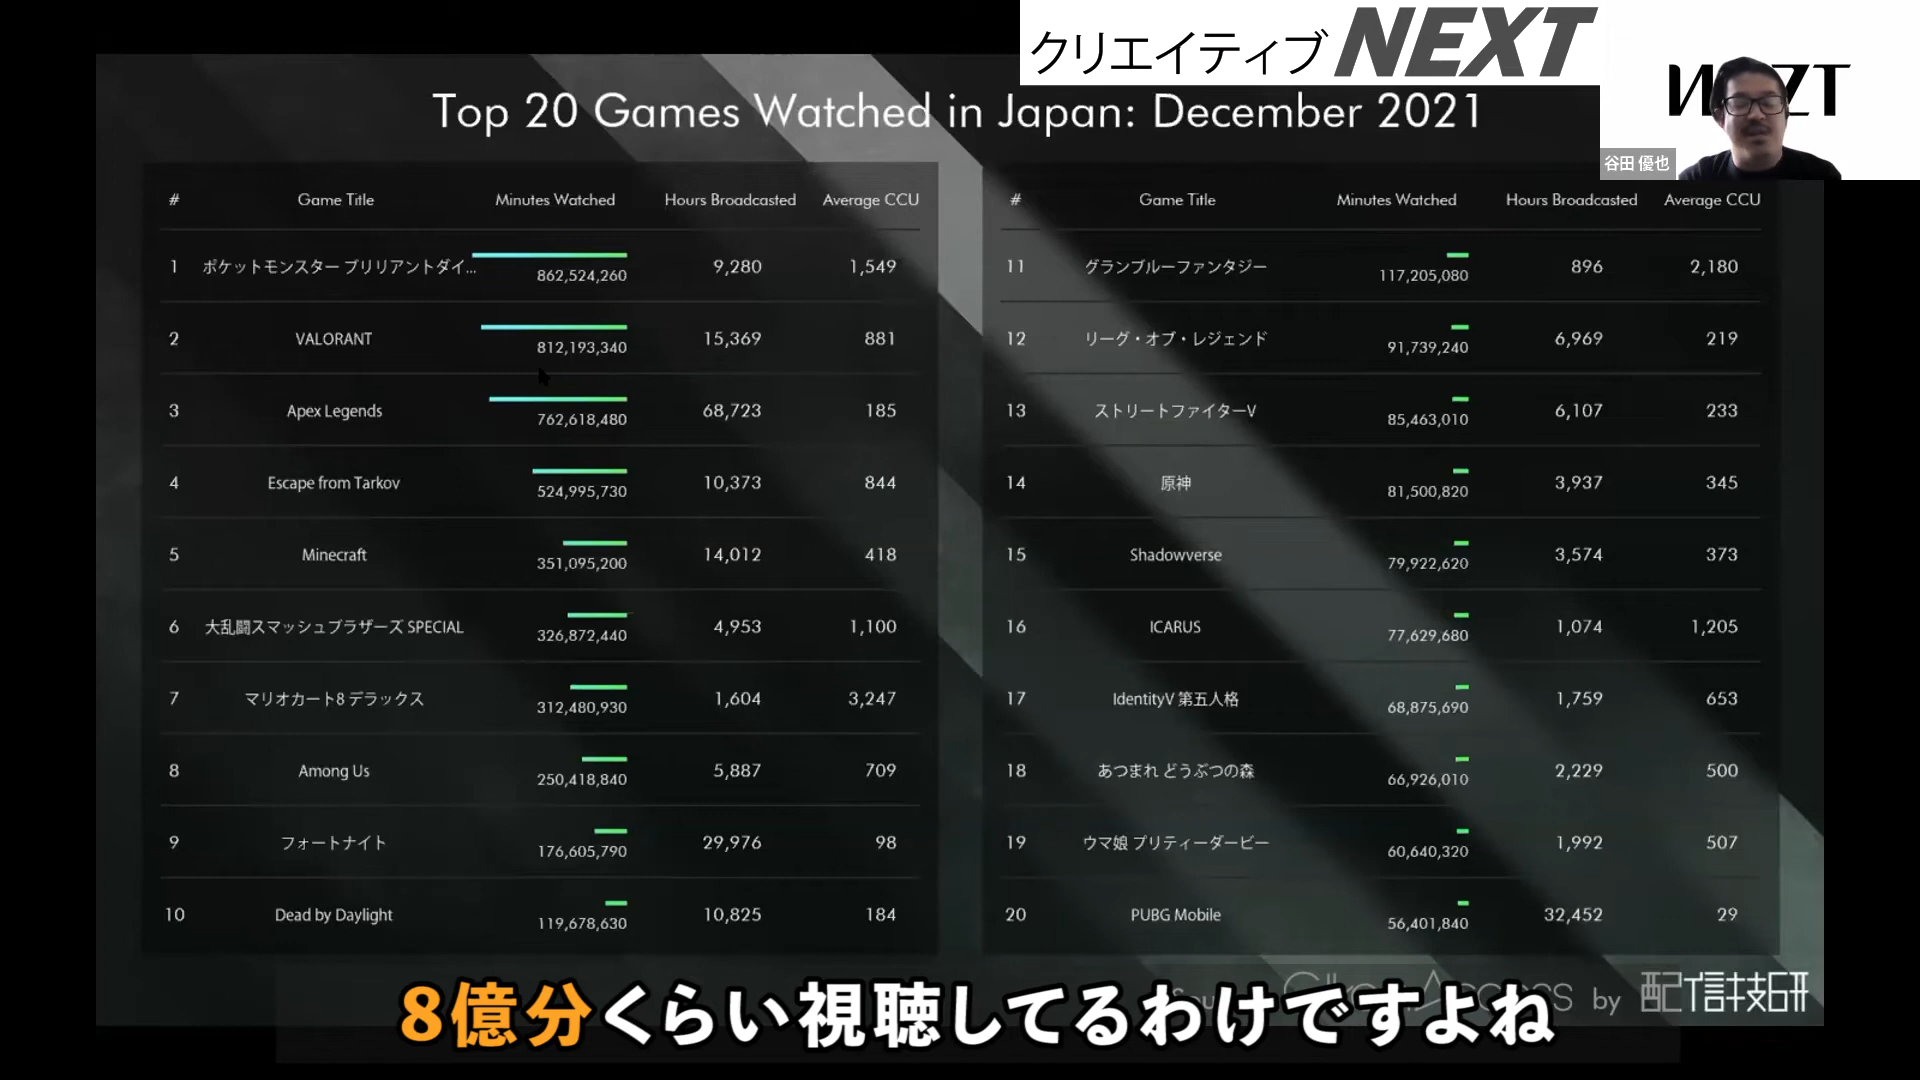 クリエイティブNEXT
谷田 優也
Top 20 Games Watched in Japan: December 2021
# Game Title Minutes Watched Hours Broadcasted Average CCU
1 ポケットモンスター ブリリアントダイ... 862,524,260 9,280 1,549
2 VALORANT 812,193,340 15,369 881
3 Apex Legends 762,618,480 68,723 185
4 Escape from Tarkov 524,995,730 10,373 844
5 Minecraft 351,095,200 14,012 418
6 大乱闘スマッシュブラザーズ SPECIAL 326,872,440 4,953 1,100
7 マリオカート8 デラックス 312,480,930 1,604 3,247
8 Among Us 250,418,840 5,887 709
9 フォートナイト 176,605,790 29,976 98
10 Dead by Daylight 119,678,630 10,825 184
# Game Title Minutes Watched Hours Broadcasted Average CCU
11 グランブルーファンタジー 117,205,080 896 2,180
12 リーグ・オブ・レジェンド 91,739,240 6,969 219
13 ストリートファイターV 85,463,010 6,107 233
14 原神 81,500,820 3,937 345
15 Shadowverse 79,922,620 3,574 373
16 ICARUS 77,629,680 1,074 1,205
17 IdentityV 第五人格 68,875,690 1,759 653
18 あつまれ どうぶつの森 66,926,010 2,229 500
19 ウマ娘 プリティーダービー 60,640,320 1,992 507
20 PUBG Mobile 56,401,840 32,452 29
by 配信技研
8億分くらい視聴してるわけですよね